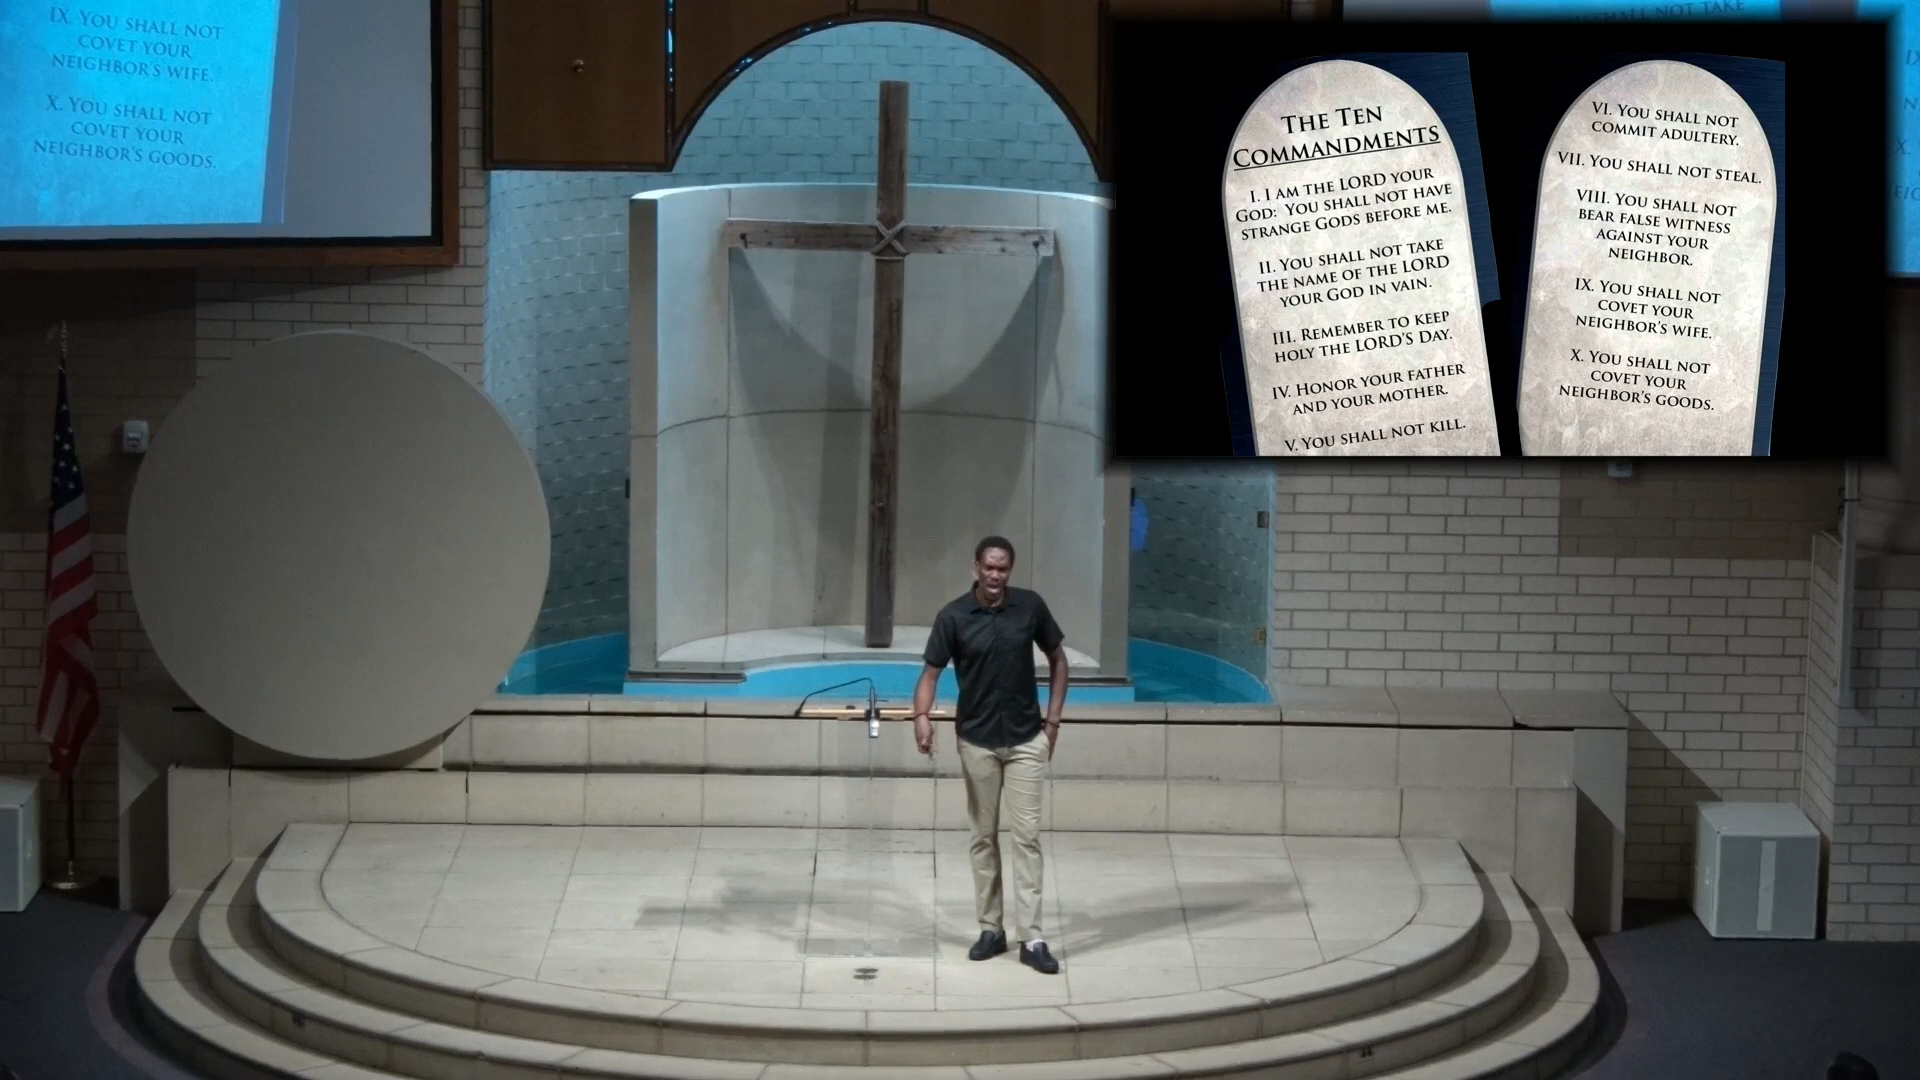 IX. You shall not
covet your
neighbor's wife.
X. You shall not
covet your
neighbor's goods.
The Ten
Commandments
I. I am the LORD your
God: You shall not have
strange Gods before me.
II. You shall not take
the name of the LORD
your God in vain.
III. Remember to keep
holy the LORD's Day.
IV. Honor your father
and your mother.
V. You shall not kill.
VI. You shall not
commit adultery.
VII. You shall not steal.
VIII. You shall not
bear false witness
against your
neighbor.
IX. You shall not
covet your
neighbor's wife.
X. You shall not
covet your
neighbor's goods.
shall not take